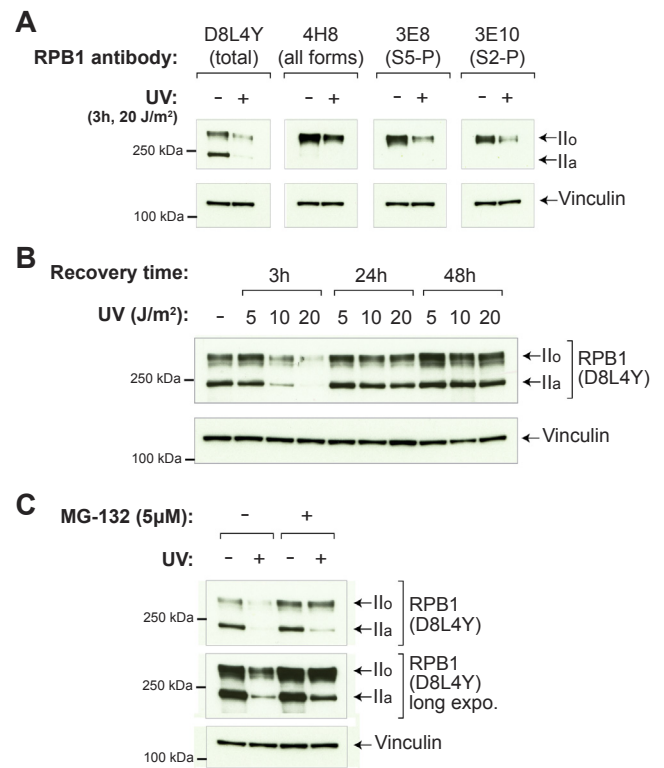 A
RPB1 antibody:
D8L4Y (total)
4H8 (all forms)
3E8 (S5-P)
3E10 (S2-P)
UV: - + - + - + - +
(3h, 20 J/m²)
IIo
250 kDa
IIa
Vinculin
100 kDa
B
Recovery time: 3h 24h 48h
UV (J/m²): - 5 10 20 5 10 20 5 10 20
IIo
250 kDa
IIa
RPB1
(D8L4Y)
Vinculin
100 kDa
C
MG-132 (5µM): - +
UV: - + - +
IIo
250 kDa
IIa
RPB1
(D8L4Y)
IIo
250 kDa
IIa
RPB1
(D8L4Y)
long expo.
Vinculin
100 kDa